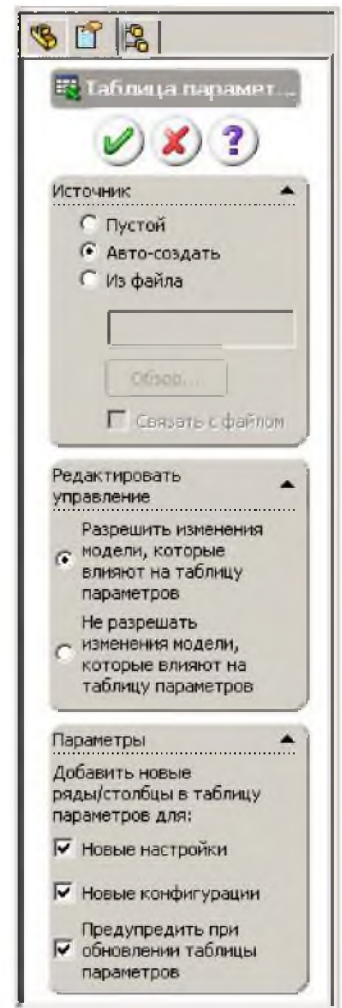 Таблица парамет...
?
Источник
Пустой
Авто-создать
Из файла
Обзор...
Связать с файлом
Редактировать
управление
Разрешить изменения
модели, которые
влияют на таблицу
параметров
Не разрешать
изменения модели,
которые влияют на
таблицу параметров
Параметры
Добавить новые
ряды/столбцы в таблицу
параметров для:
Новые настройки
Новые конфигурации
Предупредить при
обновлении таблицы
параметров